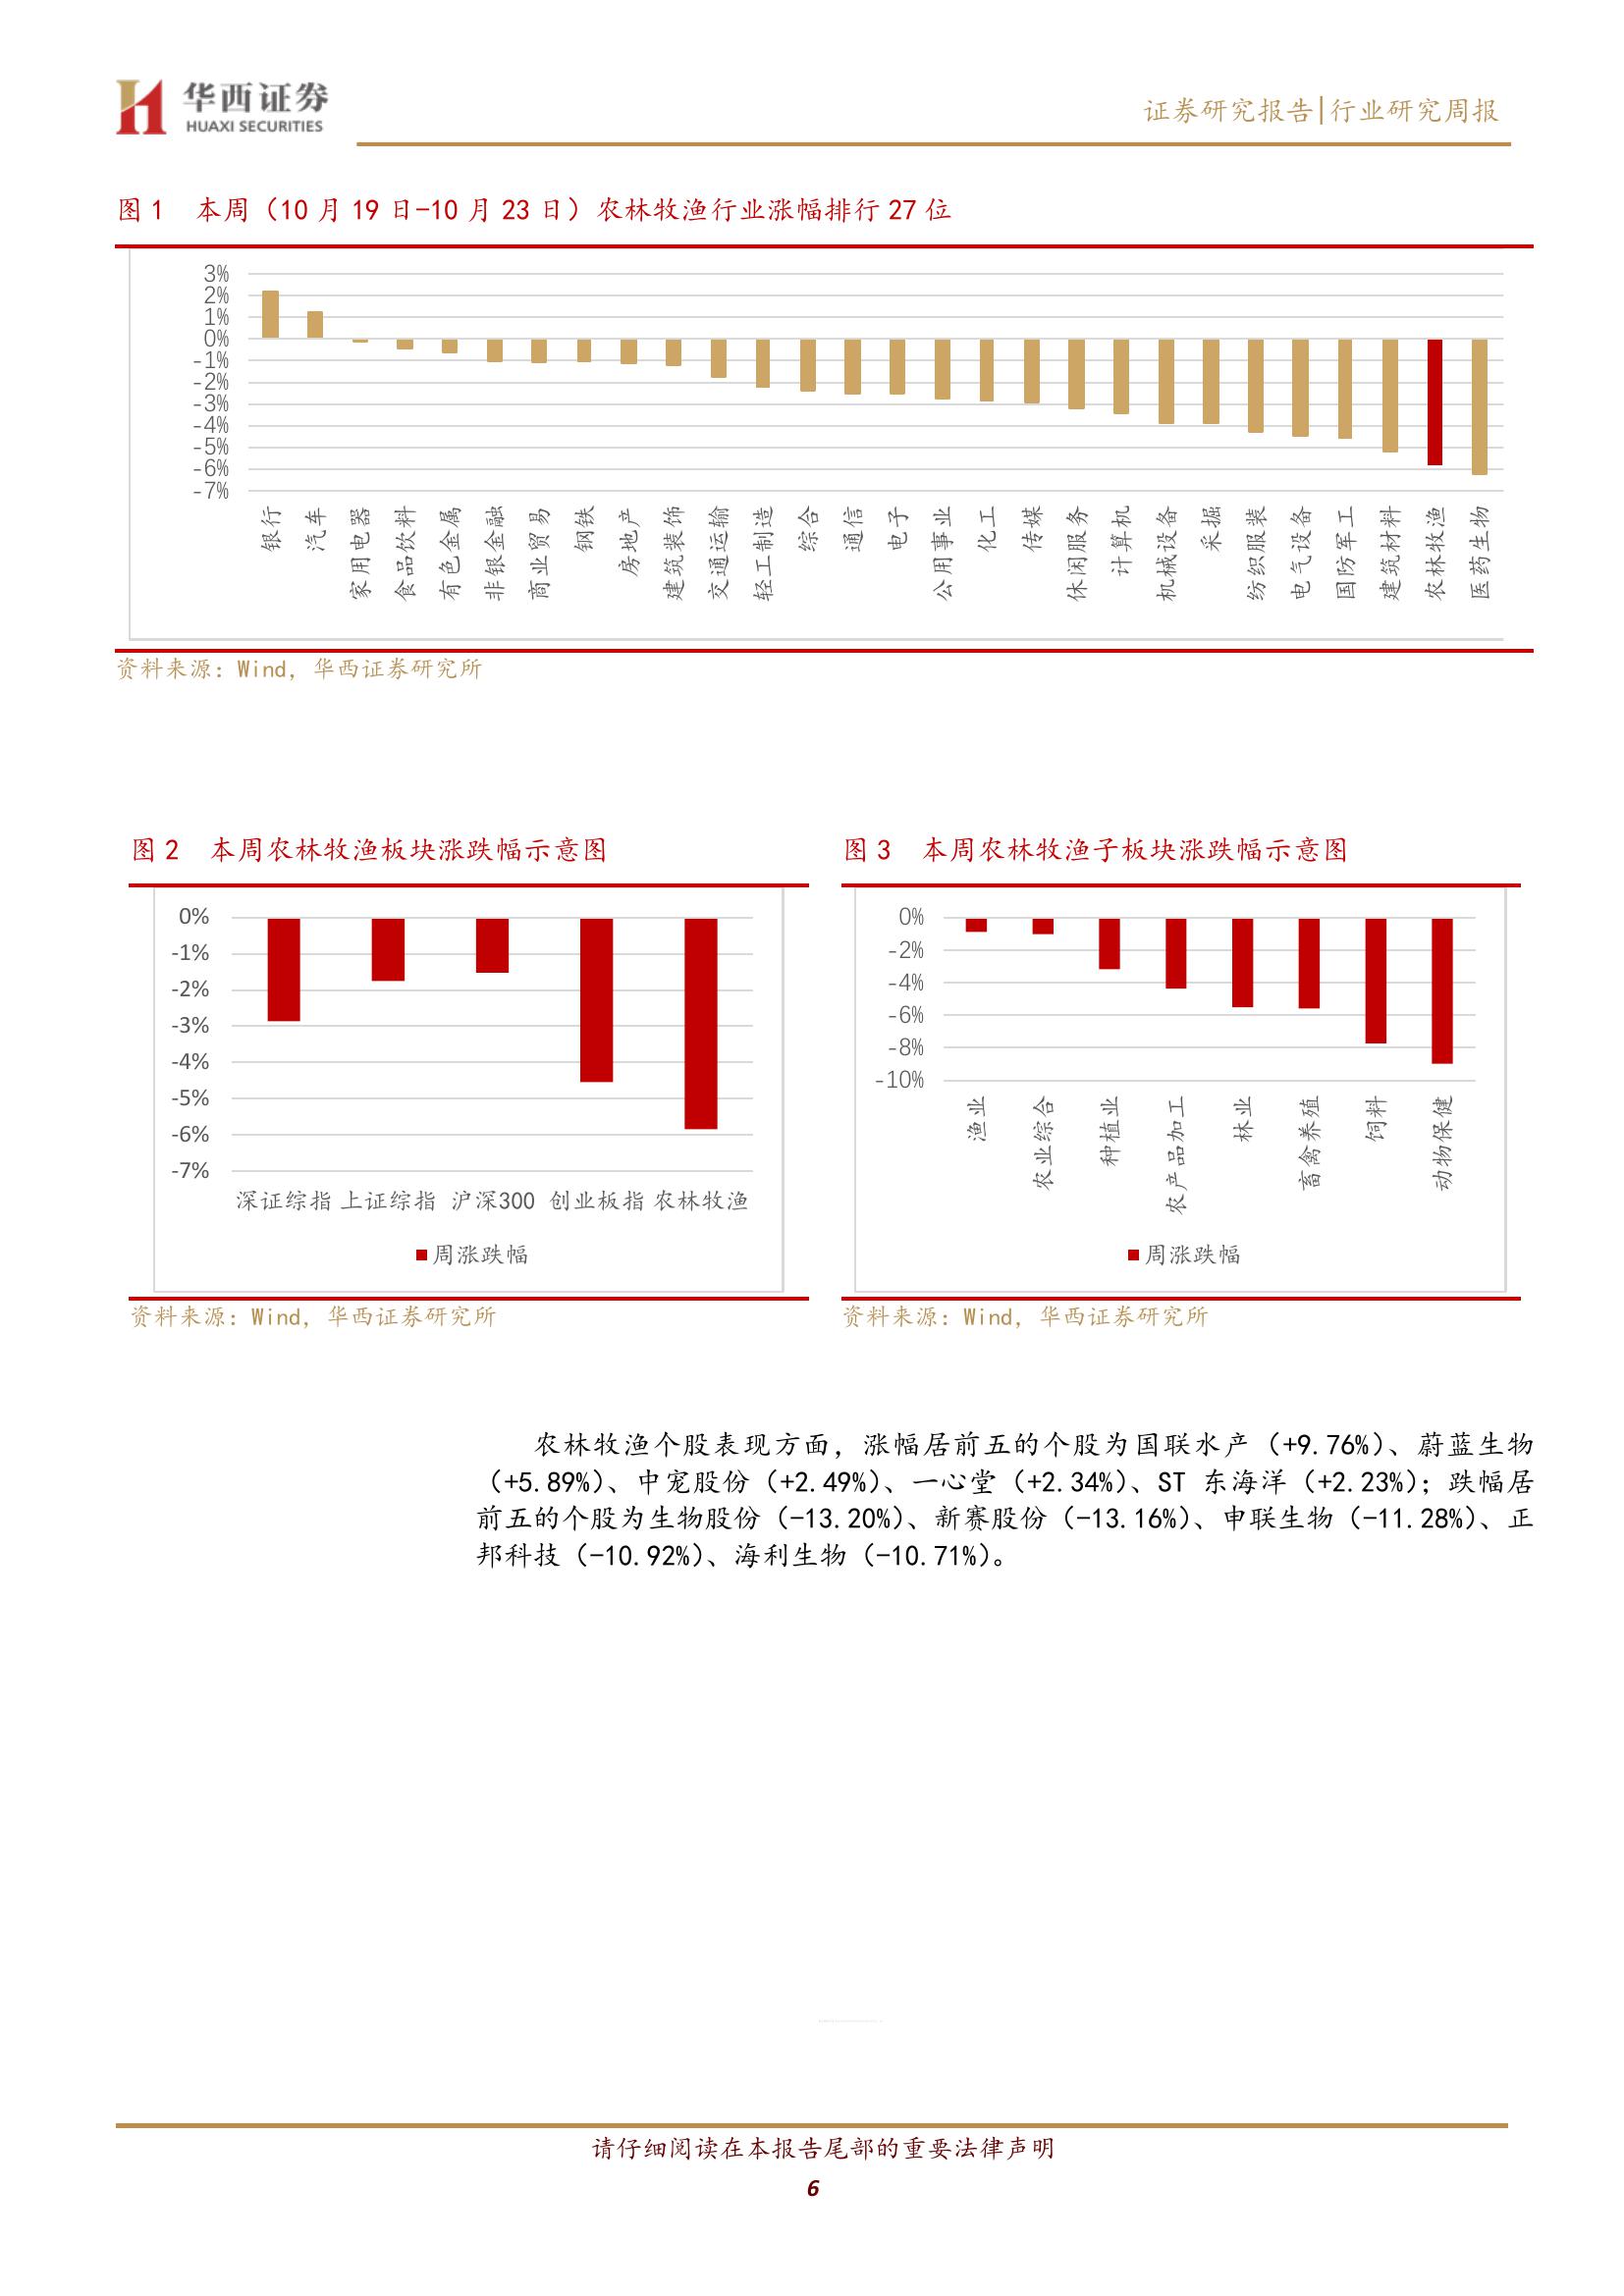 华西证券
HUAXI SECURITIES
证券研究报告|行业研究周报
图 1 本周（10 月 19 日-10 月 23 日）农林牧渔行业涨幅排行 27 位
3%
2%
1%
0%
-1%
-2%
-3%
-4%
-5%
-6%
-7%
银行
汽车
家用电器
食品饮料
有色金属
非银金融
商业贸易
钢铁
房地产
建筑装饰
交通运输
轻工制造
综合
通信
电子
公用事业
化工
传媒
休闲服务
计算机
机械设备
采掘
纺织服装
电气设备
国防军工
建筑材料
农林牧渔
医药生物
资料来源：Wind，华西证券研究所
图 2 本周农林牧渔板块涨跌幅示意图
0%
-1%
-2%
-3%
-4%
-5%
-6%
-7%
深证综指 上证综指 沪深300 创业板指 农林牧渔
周涨跌幅
资料来源：Wind，华西证券研究所
图 3 本周农林牧渔子板块涨跌幅示意图
0%
-2%
-4%
-6%
-8%
-10%
渔业
农业综合
种植业
农产品加工
林业
畜禽养殖
饲料
动物保健
周涨跌幅
资料来源：Wind，华西证券研究所
农林牧渔个股表现方面，涨幅居前五的个股为国联水产（+9.76%）、蔚蓝生物
（+5.89%）、中宠股份（+2.49%）、一心堂（+2.34%）、ST 东海洋（+2.23%）；跌幅居
前五的个股为生物股份（-13.20%）、新赛股份（-13.16%）、申联生物（-11.28%）、正
邦科技（-10.92%）、海利生物（-10.71%）。
请仔细阅读在本报告尾部的重要法律声明
6